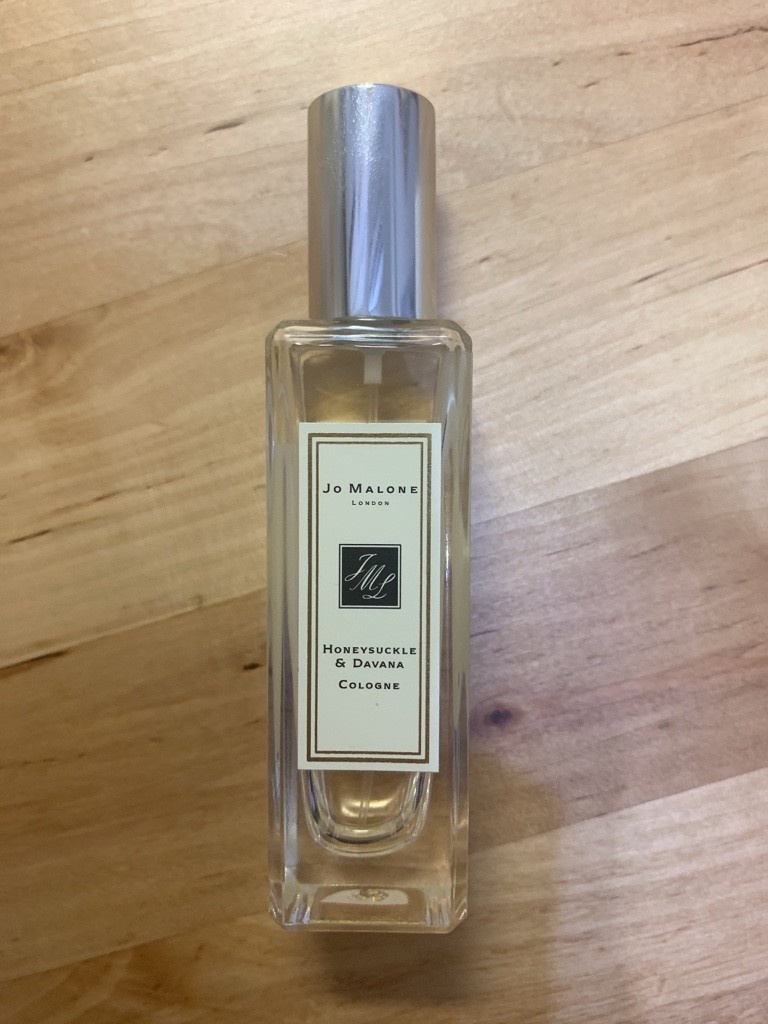 Jo Malone
London
JML
Honeysuckle
& Davana
Cologne